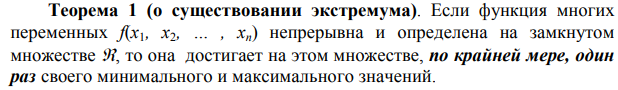 Теорема 1 (о существовании экстремума). Если функция многих
переменных f(x₁, x₂, … , xₙ) непрерывна и определена на замкнутом
множестве ℜ, то она достигает на этом множестве, по крайней мере, один
раз своего минимального и максимального значений.